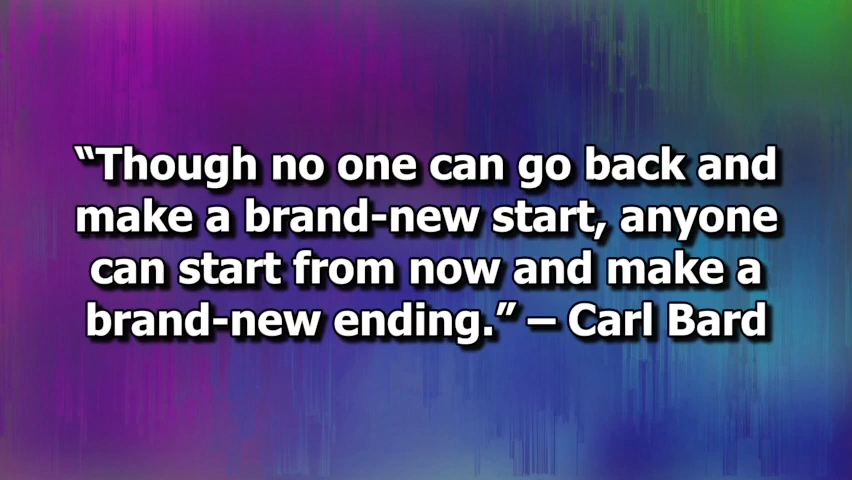 “Though no one can go back and
make a brand-new start, anyone
can start from now and make a
brand-new ending.” – Carl Bard